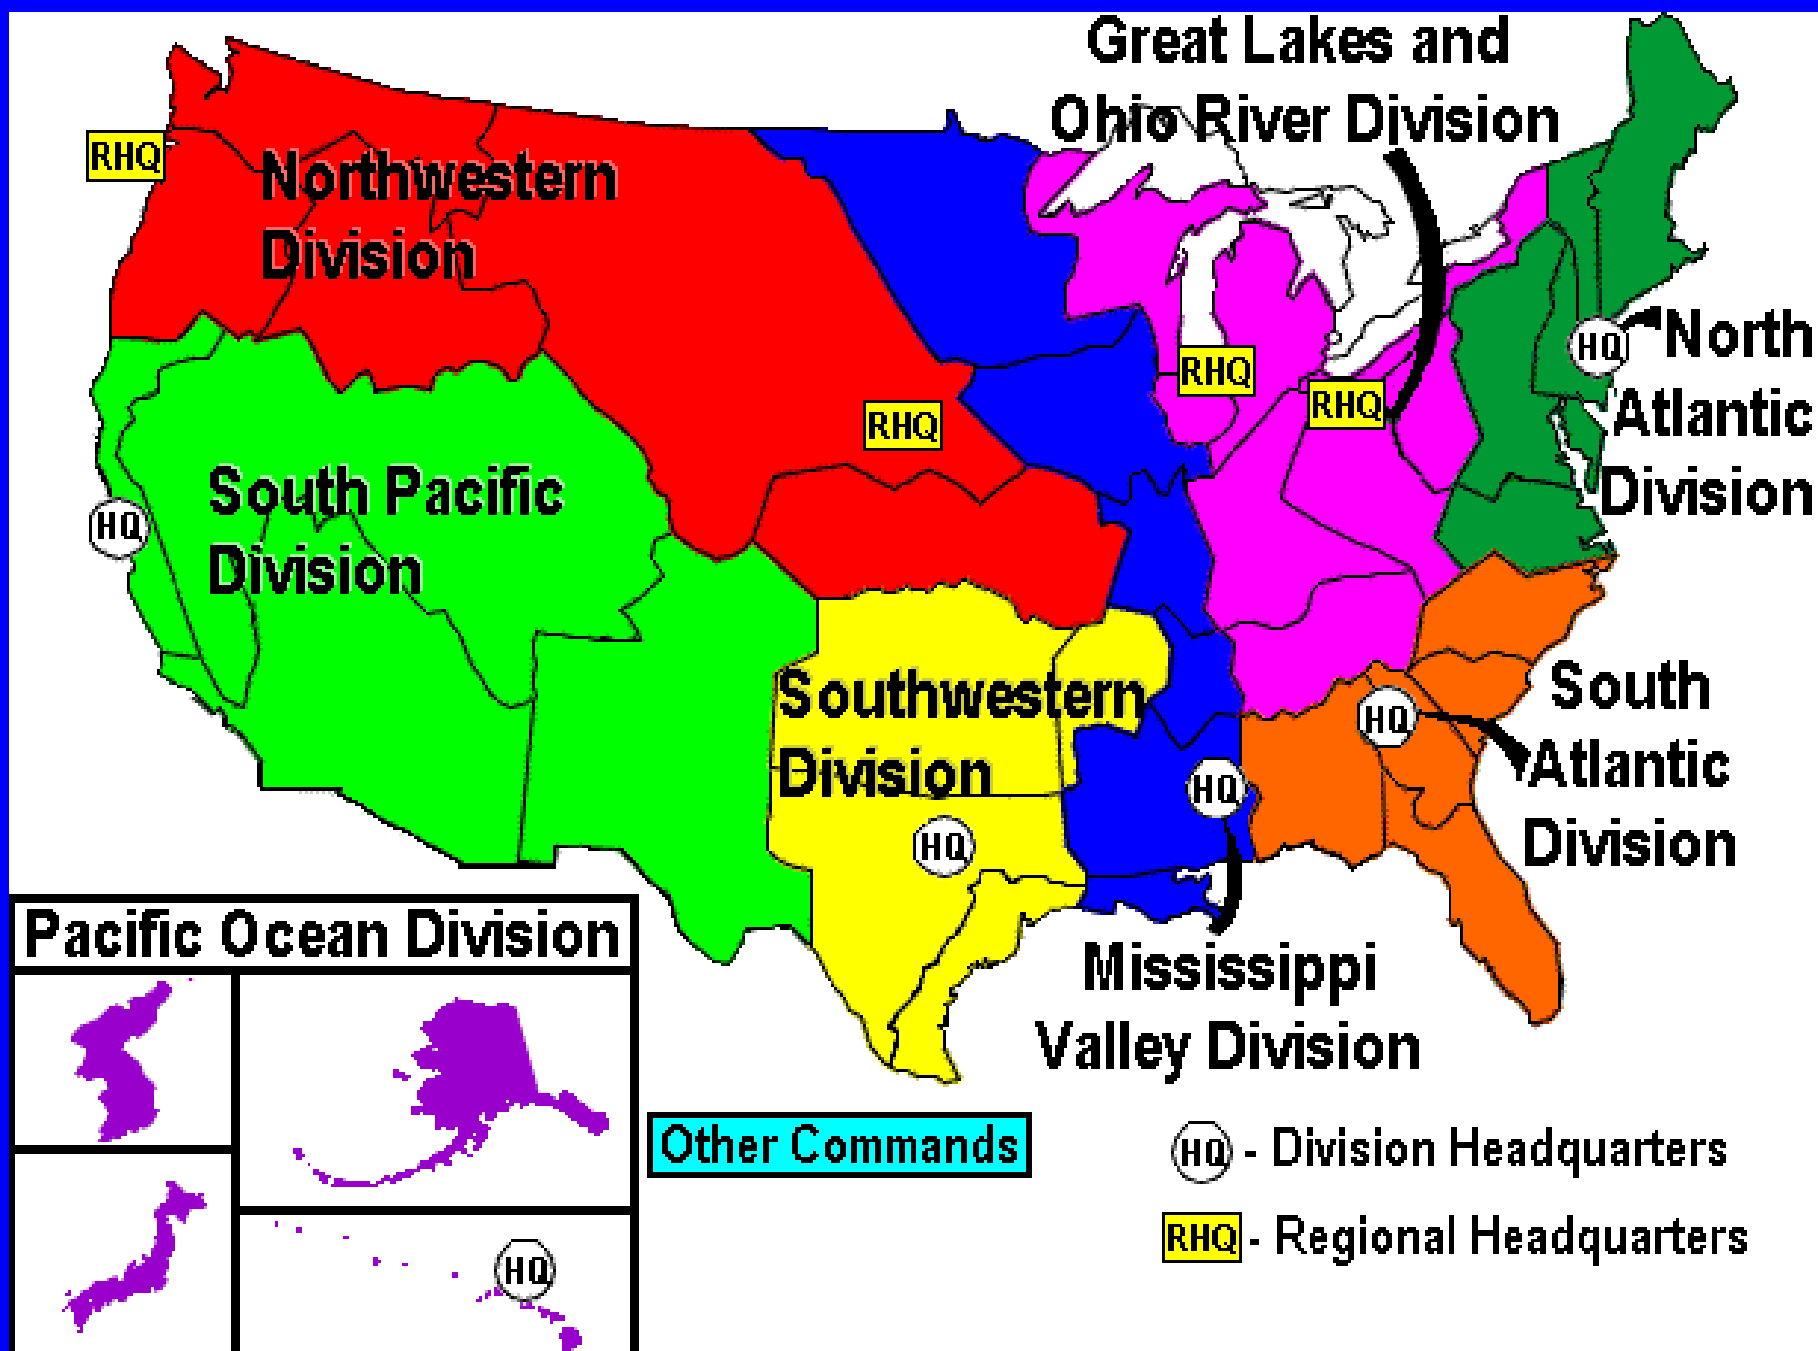 Great Lakes and
Ohio River Division
RHQ
Northwestern
Division
North
Atlantic
Division
HQ
RHQ
RHQ
RHQ
South Pacific
Division
HQ
Southwestern
Division
HQ
South
Atlantic
Division
HQ
HQ
Mississippi
Valley Division
Pacific Ocean Division
HQ
Other Commands
HQ - Division Headquarters
RHQ - Regional Headquarters